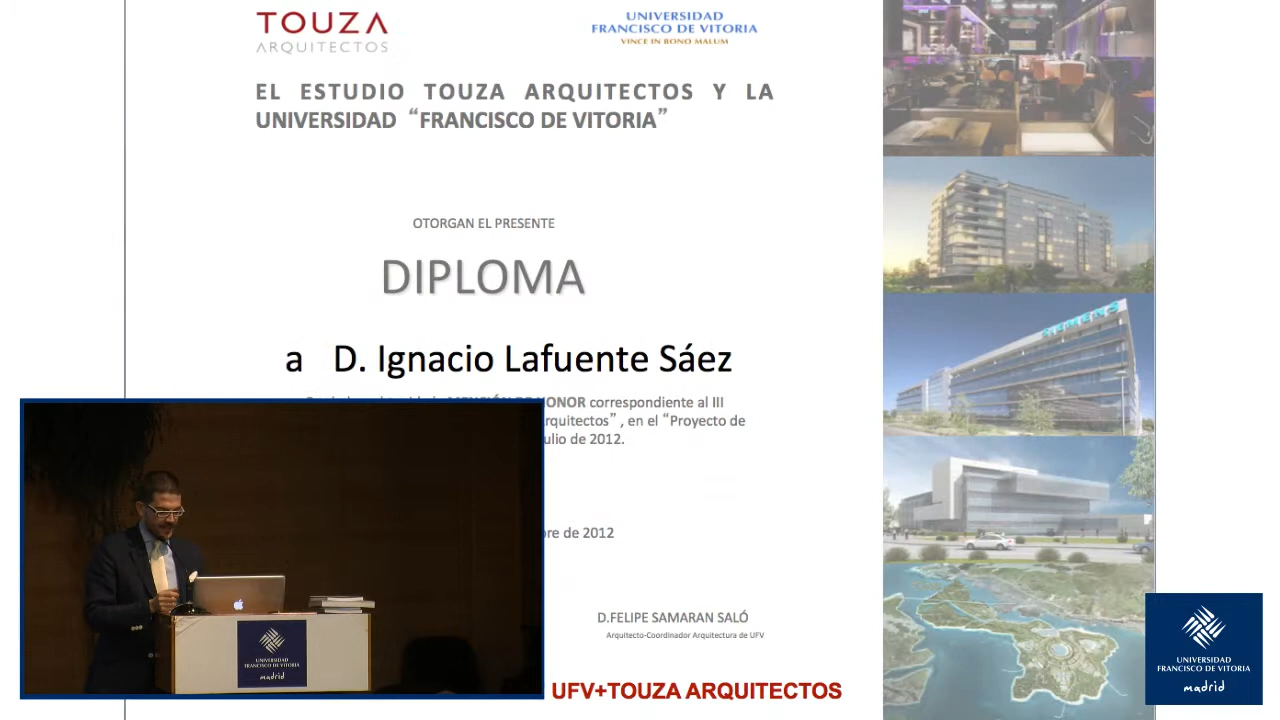 TOUZA
ARQUITECTOS
UNIVERSIDAD
FRANCISCO DE VITORIA
VINCE IN BONO MALUM
EL ESTUDIO TOUZA ARQUITECTOS Y LA
UNIVERSIDAD “FRANCISCO DE VITORIA”
OTORGAN EL PRESENTE
DIPLOMA
a D. Ignacio Lafuente Sáez
correspondiente al III
, en el “Proyecto de
de 2012.
de 2012
D.FELIPE SAMARAN SALÓ
Arquitecto-Coordinador Arquitectura de UFV
UFV+TOUZA ARQUITECTOS
SIEMENS
UNIVERSIDAD
FRANCISCO DE VITORIA
madrid
UNIVERSIDAD
FRANCISCO DE VITORIA
madrid